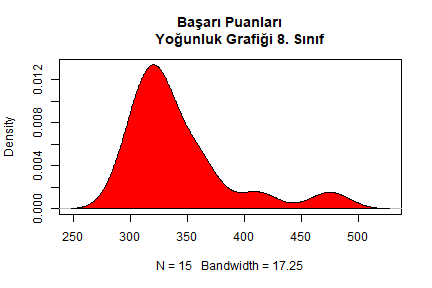 Başarı Puanları
Yoğunluk Grafiği 8. Sınıf
Density
0.012
0.008
0.004
0.000
250 300 350 400 450 500
N = 15 Bandwidth = 17.25